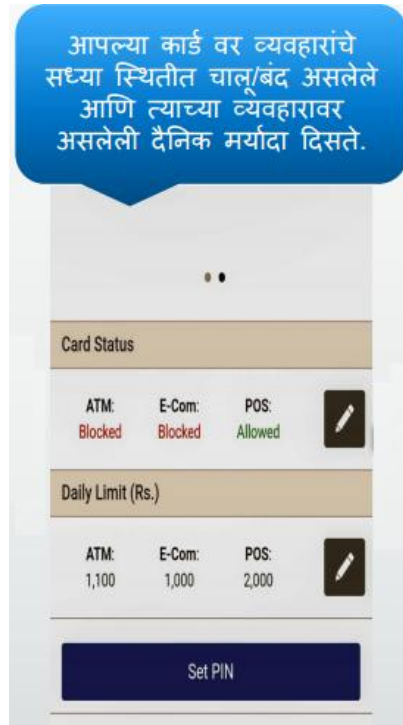 आपल्या कार्ड वर व्यवहारांचे
सध्या स्थितीत चालू/बंद असलेले
आणि त्याच्या व्यवहारावर
असलेली दैनिक मर्यादा दिसते.
Card Status
ATM: E-Com: POS:
Blocked Blocked Allowed
Daily Limit (Rs.)
ATM: E-Com: POS:
1,100 1,000 2,000
Set PIN